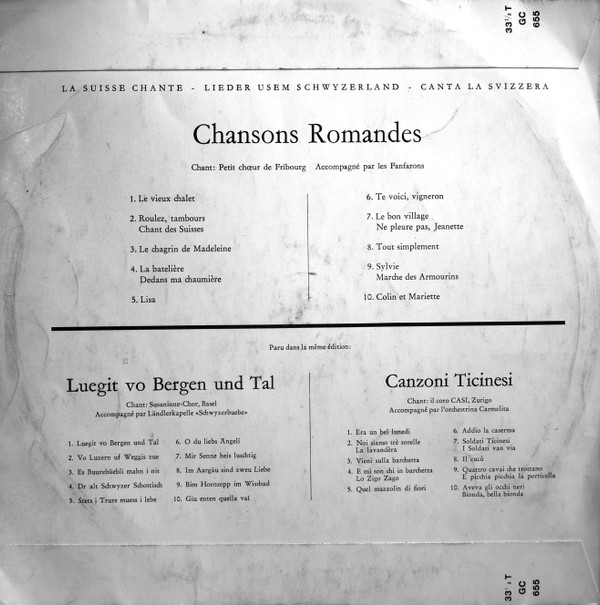 33⅓ T
GC
655
LA SUISSE CHANTE - LIEDER USEM SCHWYZERLAND - CANTA LA SVIZZERA
Chansons Romandes
Chant: Petit chœur de Fribourg Accompagné par les Fanfarons
1. Le vieux chalet
2. Roulez, tambours
Chant des Suisses
3. Le chagrin de Madeleine
4. La batelière
Dedans ma chaumière
5. Lisa
6. Te voici, vigneron
7. Le bon village
Ne pleure pas, Jeanette
8. Tout simplement
9. Sylvie
Marche des Armourins
10. Colin et Mariette
Paru dans la même édition:
Luegit vo Bergen und Tal
Chant: Susaninne-Chor, Basel
Accompagné par Ländlerkapelle «Schwyzerbuebe»
1. Luegit vo Bergen und Tal
2. Vo Luzern uf Weggis zue
3. Es Buurebüebli mahn i nit
4. Dr alt Schwyzer Schottisch
5. Stets i Trure muess i lebe
6. O du liebs Ängeli
7. Mir Senne heis luschtig
8. Im Aargäu sind zweu Liebe
9. Bim Hornsepp im Wissbad
10. Giu enten quella val
Canzoni Ticinesi
Chant: il coro CASI, Zurigo
Accompagné par l'orchestrina Carmelita
1. Era un bel lunedì
2. Noi siamo trè sorelle
La lavandèra
3. Vieni sulla barchetta
4. E mi son chi in barchetta
Lo Zigo Zago
5. Quel mazzolin di fiori
6. Addio la caserma
7. Soldati Ticinesi
I Soldati van via
8. Il cucù
9. Quattro cavai che trottano
E picchia picchia la porticella
10. Aveva gli occhi neri
Bionda, bella bionda
33⅓ T
GC
655